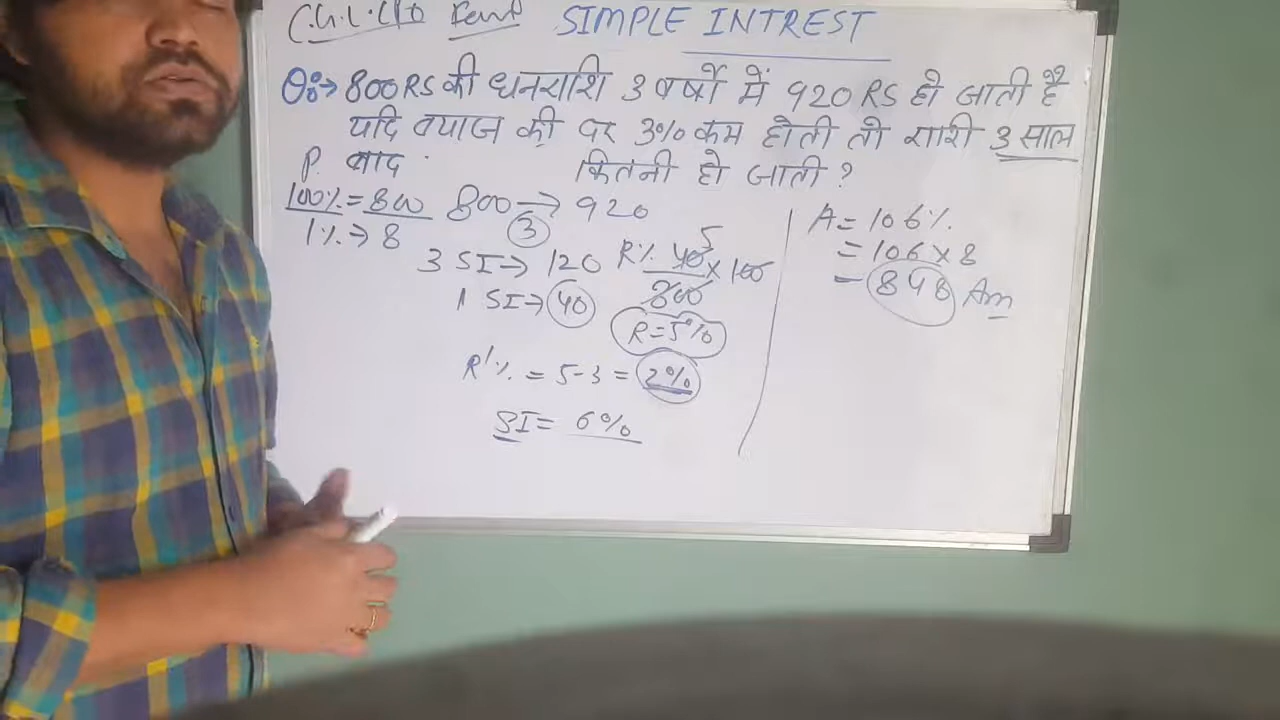 SIMPLE INTREST
Q:→ 800 RS की धनराशि 3 वर्षों में 920 RS हो जाती है
यदि ब्याज की दर 3% कम होती तो राशी 3 साल
बाद कितनी हो जाती ?
P.
100% = 800
1% → 8
800 → 920
3
3 SI → 120
1 SI → 40
R% 40/800 × 100
5
R = 5%
R'% = 5-3 = 2%
SI = 6%
A = 106%
= 106 × 8
= 848 Ans